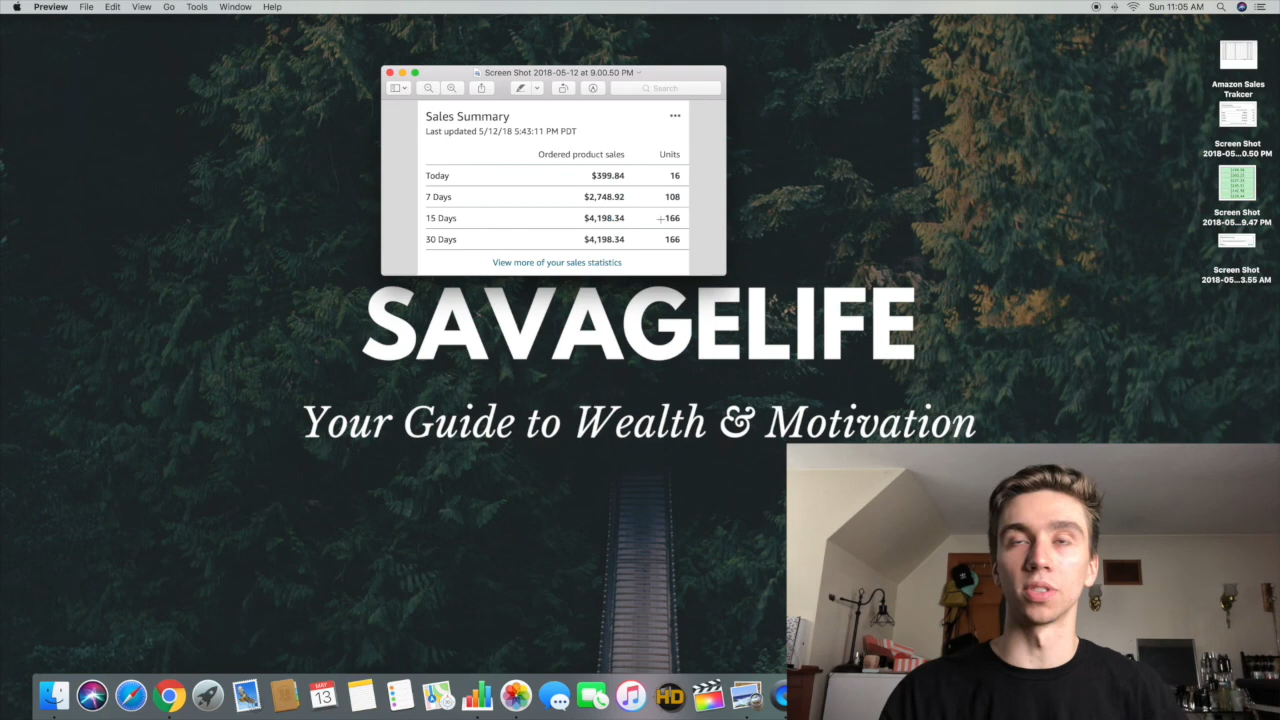 Preview File Edit View Go Tools Window Help Sun 11:05 AM
Screen Shot 2018-05-12 at 9.00.50 PM
Search
Sales Summary
Last updated 5/12/18 5:43:11 PM PDT
Ordered product sales Units
Today $399.84 16
7 Days $2,748.92 108
15 Days $4,198.34 166
30 Days $4,198.34 166
View more of your sales statistics
SAVAGELIFE
Your Guide to Wealth & Motivation
Amazon Sales
Trakcer
Screen Shot
2018-05...0.50 PM
Screen Shot
2018-05...9.47 PM
Screen Shot
2018-05...3.55 AM
MAY
13
HD